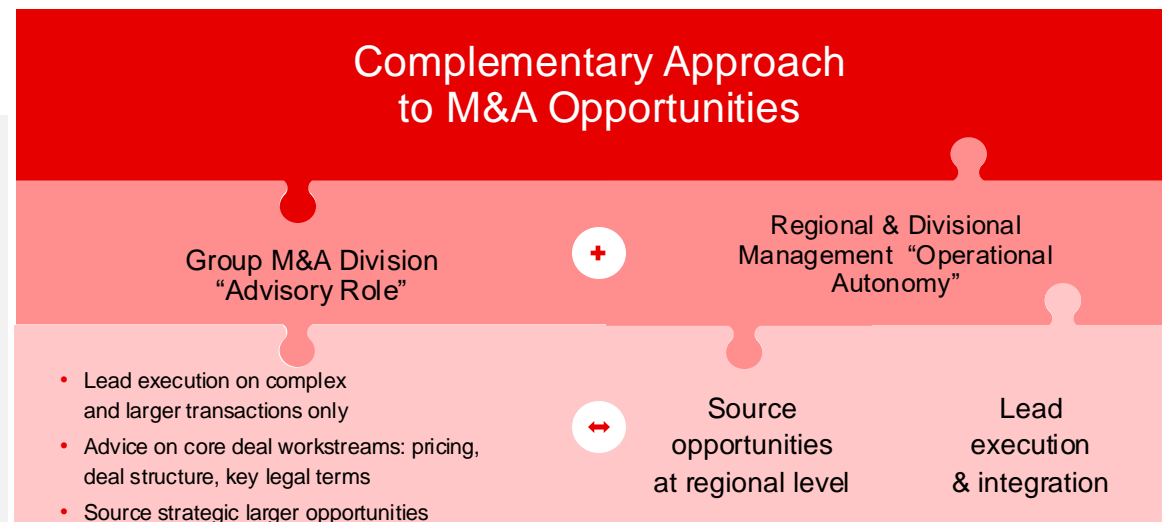 Complementary Approach
to M&A Opportunities
Group M&A Division
“Advisory Role”
Regional & Divisional
Management “Operational
Autonomy”
• Lead execution on complex
and larger transactions only
• Advice on core deal workstreams: pricing,
deal structure, key legal terms
• Source strategic larger opportunities
Source
opportunities
at regional level
Lead
execution
& integration